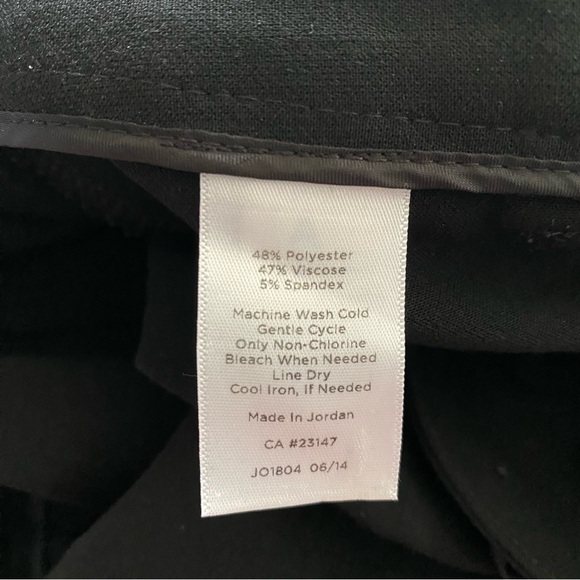 48% Polyester
47% Viscose
5% Spandex
Machine Wash Cold
Gentle Cycle
Only Non-Chlorine
Bleach When Needed
Line Dry
Cool Iron, If Needed
Made In Jordan
CA #23147
JO1804 06/14